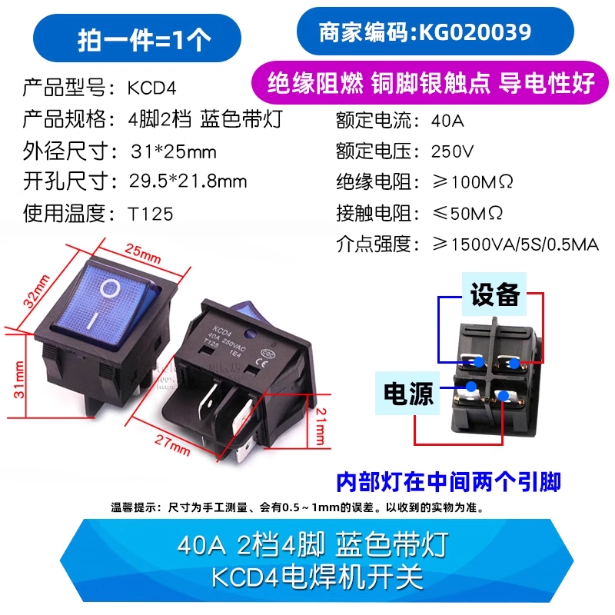 拍一件=1个
商家编码:KG020039
产品型号: KCD4
绝缘阻燃 铜脚银触点 导电性好
产品规格: 4脚2档 蓝色带灯
外径尺寸: 31*25mm
开孔尺寸: 29.5*21.8mm
使用温度: T125
额定电流: 40A
额定电压: 250V
绝缘电阻: ≥100MΩ
接触电阻: ≤50MΩ
介点强度: ≥1500VA/5S/0.5MA
25mm
32mm
31mm
27mm
21mm
KCD4
40A 250VAC
T125 1E4
CQC
CE
设备
电源
内部灯在中间两个引脚
温馨提示: 尺寸为手工测量、会有0.5~1mm的误差。以收到的实物为准。
40A 2档4脚 蓝色带灯
KCD4电焊机开关